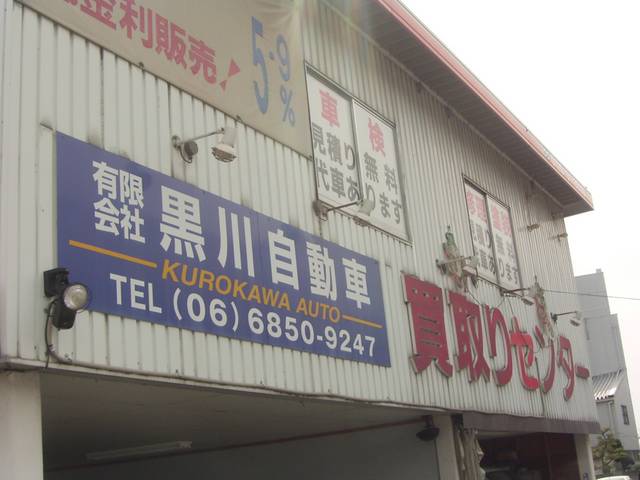 金利販売!
5.9%
車検
見積り無料
代車あります
有限会社 黒川自動車
KUROKAWA AUTO
TEL (06) 6850-9247
買取りセンター